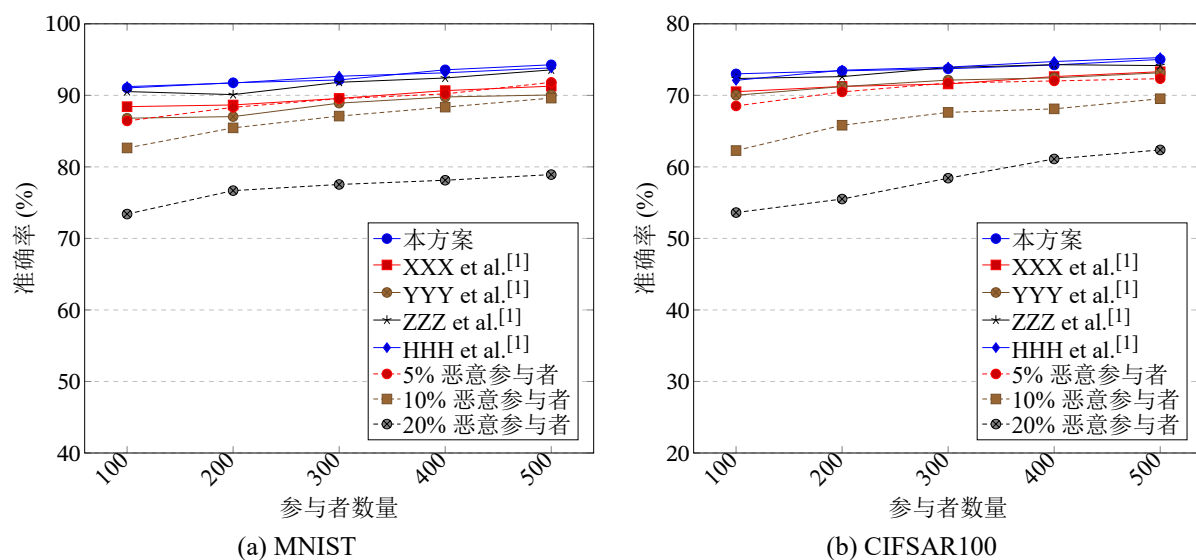 100
90
80
70
60
50
40
准确率 (%)
本方案
XXX et al.[1]
YYY et al.[1]
ZZZ et al.[1]
HHH et al.[1]
5% 恶意参与者
10% 恶意参与者
20% 恶意参与者
100 200 300 400 500
参与者数量
(a) MNIST
80
70
60
50
40
30
20
准确率 (%)
本方案
XXX et al.[1]
YYY et al.[1]
ZZZ et al.[1]
HHH et al.[1]
5% 恶意参与者
10% 恶意参与者
20% 恶意参与者
100 200 300 400 500
参与者数量
(b) CIFSAR100